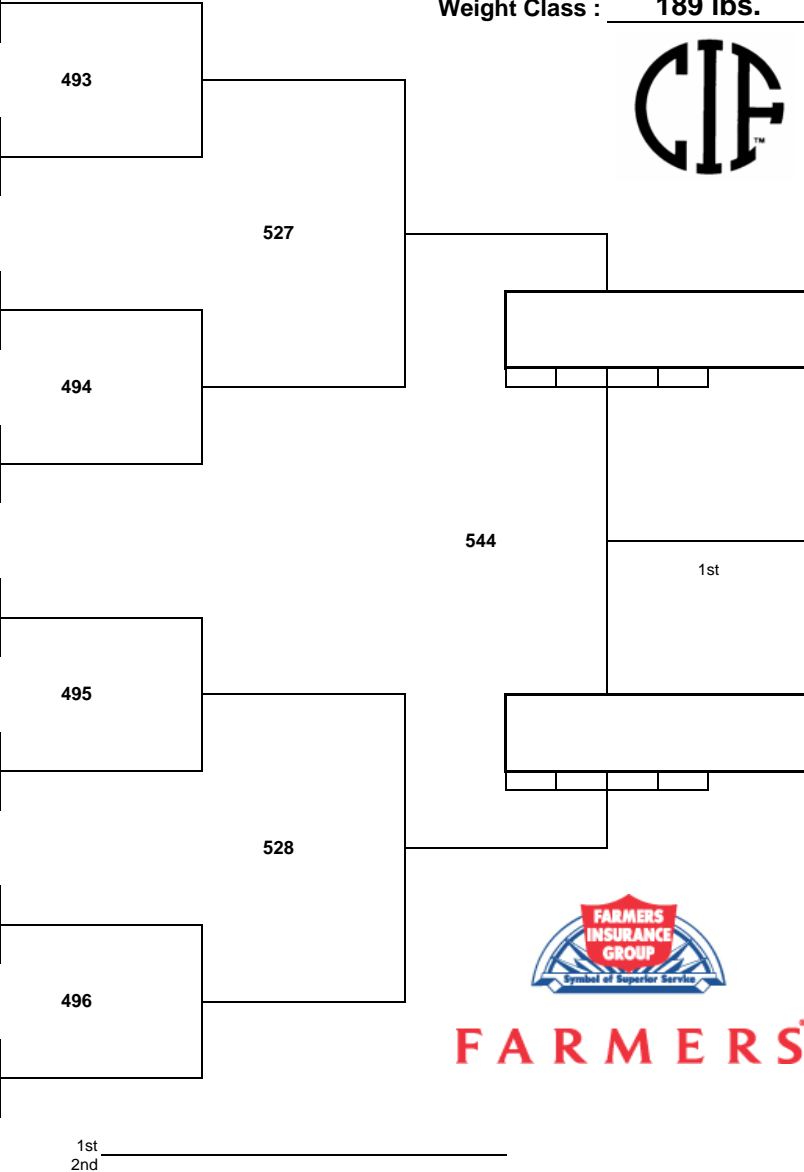 Weight Class : 189 lbs.
493
CIF™
527
494
544
1st
495
528
FARMERS
INSURANCE
GROUP
Symbol of Superior Service
496
FARMERS
1st
2nd